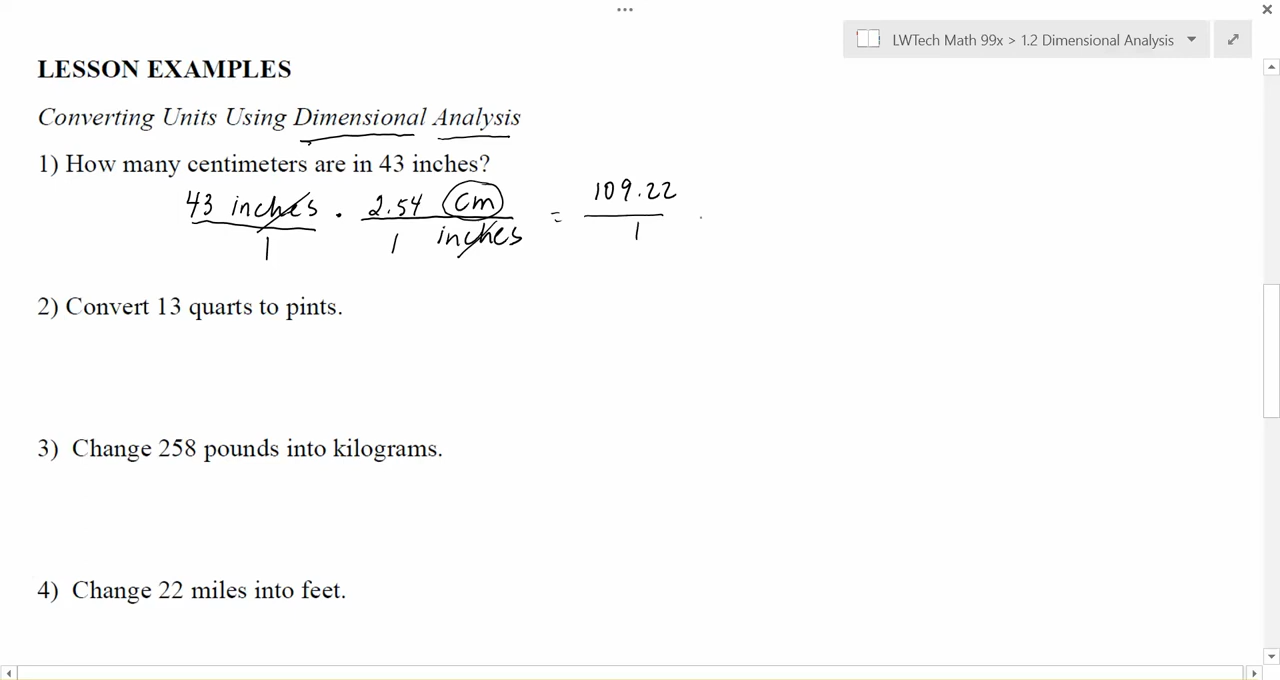 LWTech Math 99x > 1.2 Dimensional Analysis
LESSON EXAMPLES
Converting Units Using Dimensional Analysis
1) How many centimeters are in 43 inches?
43 inches · 2.54 cm = 109.22
1 1 inches 1
2) Convert 13 quarts to pints.
3) Change 258 pounds into kilograms.
4) Change 22 miles into feet.